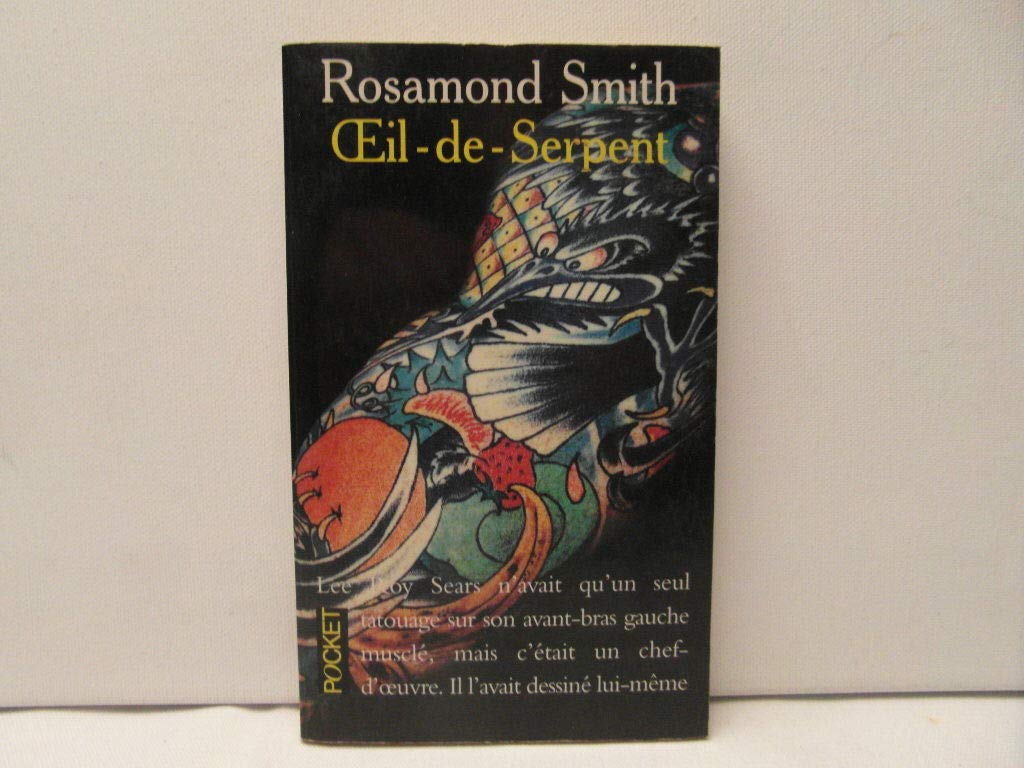 Rosamond Smith
Œil-de-Serpent
Lee Troy Sears n'avait qu'un seul
tatouage sur son avant-bras gauche
musclé, mais c'était un chef-
d'œuvre. Il l'avait dessiné lui-même
POCKET